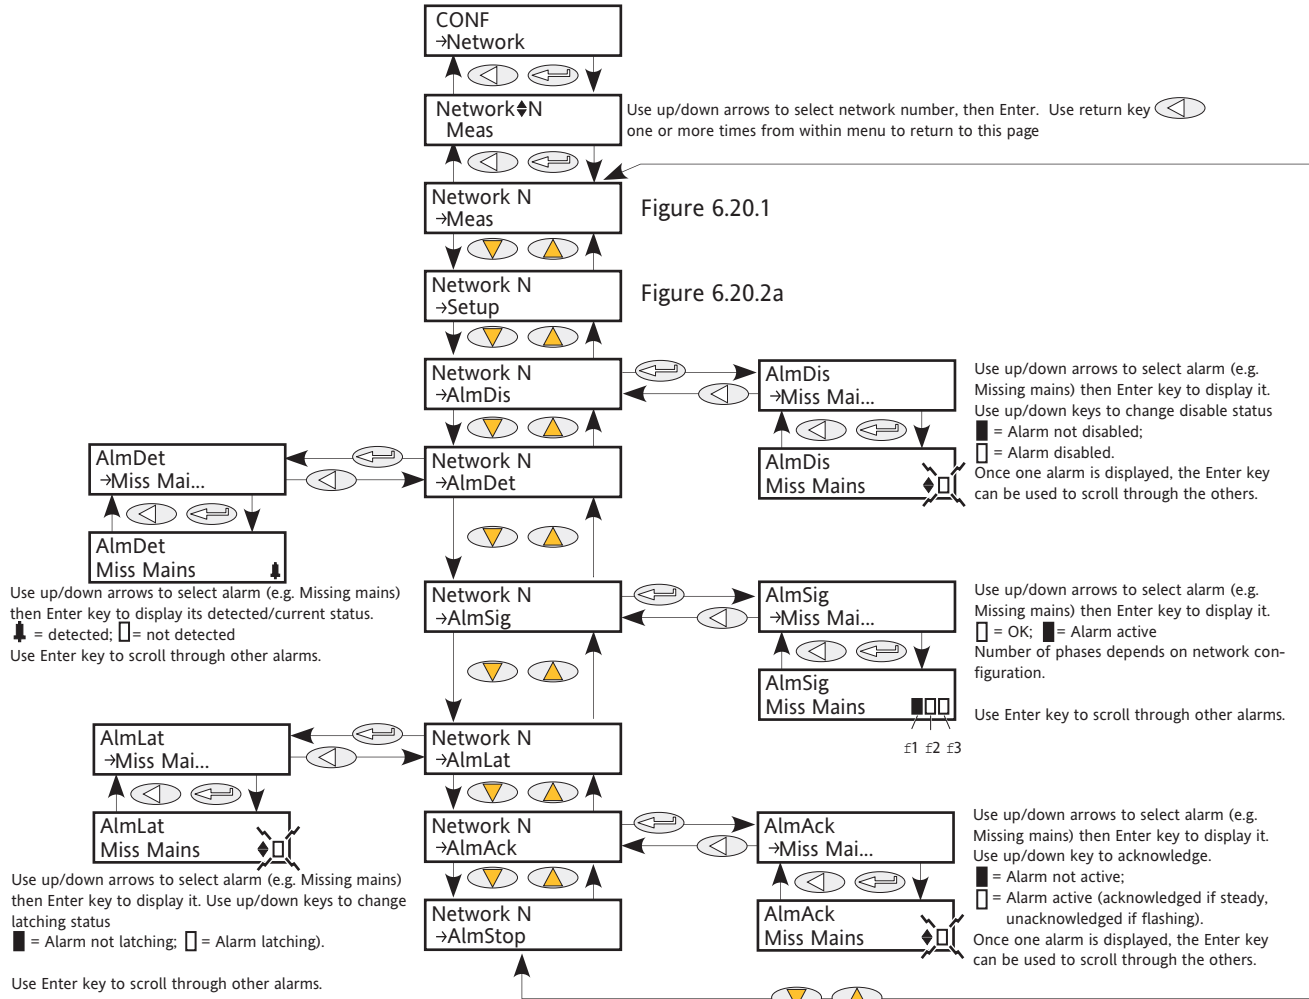 CONF
→Network
Network♦N
Meas
Use up/down arrows to select network number, then Enter. Use return key
one or more times from within menu to return to this page
Network N
→Meas
Figure 6.20.1
Network N
→Setup
Figure 6.20.2a
Network N
→AlmDis
AlmDis
→Miss Mai...
AlmDis
Miss Mains
Use up/down arrows to select alarm (e.g.
Missing mains) then Enter key to display it.
Use up/down keys to change disable status
= Alarm not disabled;
= Alarm disabled.
Once one alarm is displayed, the Enter key
can be used to scroll through the others.
Network N
→AlmDet
AlmDet
→Miss Mai...
AlmDet
Miss Mains
Use up/down arrows to select alarm (e.g. Missing mains)
then Enter key to display its detected/current status.
= detected; = not detected
Use Enter key to scroll through other alarms.
Network N
→AlmSig
AlmSig
→Miss Mai...
AlmSig
Miss Mains
£1 £2 £3
Use up/down arrows to select alarm (e.g.
Missing mains) then Enter key to display it.
= OK; = Alarm active
Number of phases depends on network con-
figuration.
Use Enter key to scroll through other alarms.
Network N
→AlmLat
AlmLat
→Miss Mai...
AlmLat
Miss Mains
Use up/down arrows to select alarm (e.g. Missing mains)
then Enter key to display it. Use up/down keys to change
latching status
= Alarm not latching; = Alarm latching).
Use Enter key to scroll through other alarms.
Network N
→AlmAck
AlmAck
→Miss Mai...
AlmAck
Miss Mains
Use up/down arrows to select alarm (e.g.
Missing mains) then Enter key to display it.
Use up/down key to acknowledge.
= Alarm not active;
= Alarm active (acknowledged if steady,
unacknowledged if flashing).
Once one alarm is displayed, the Enter key
can be used to scroll through the others.
Network N
→AlmStop